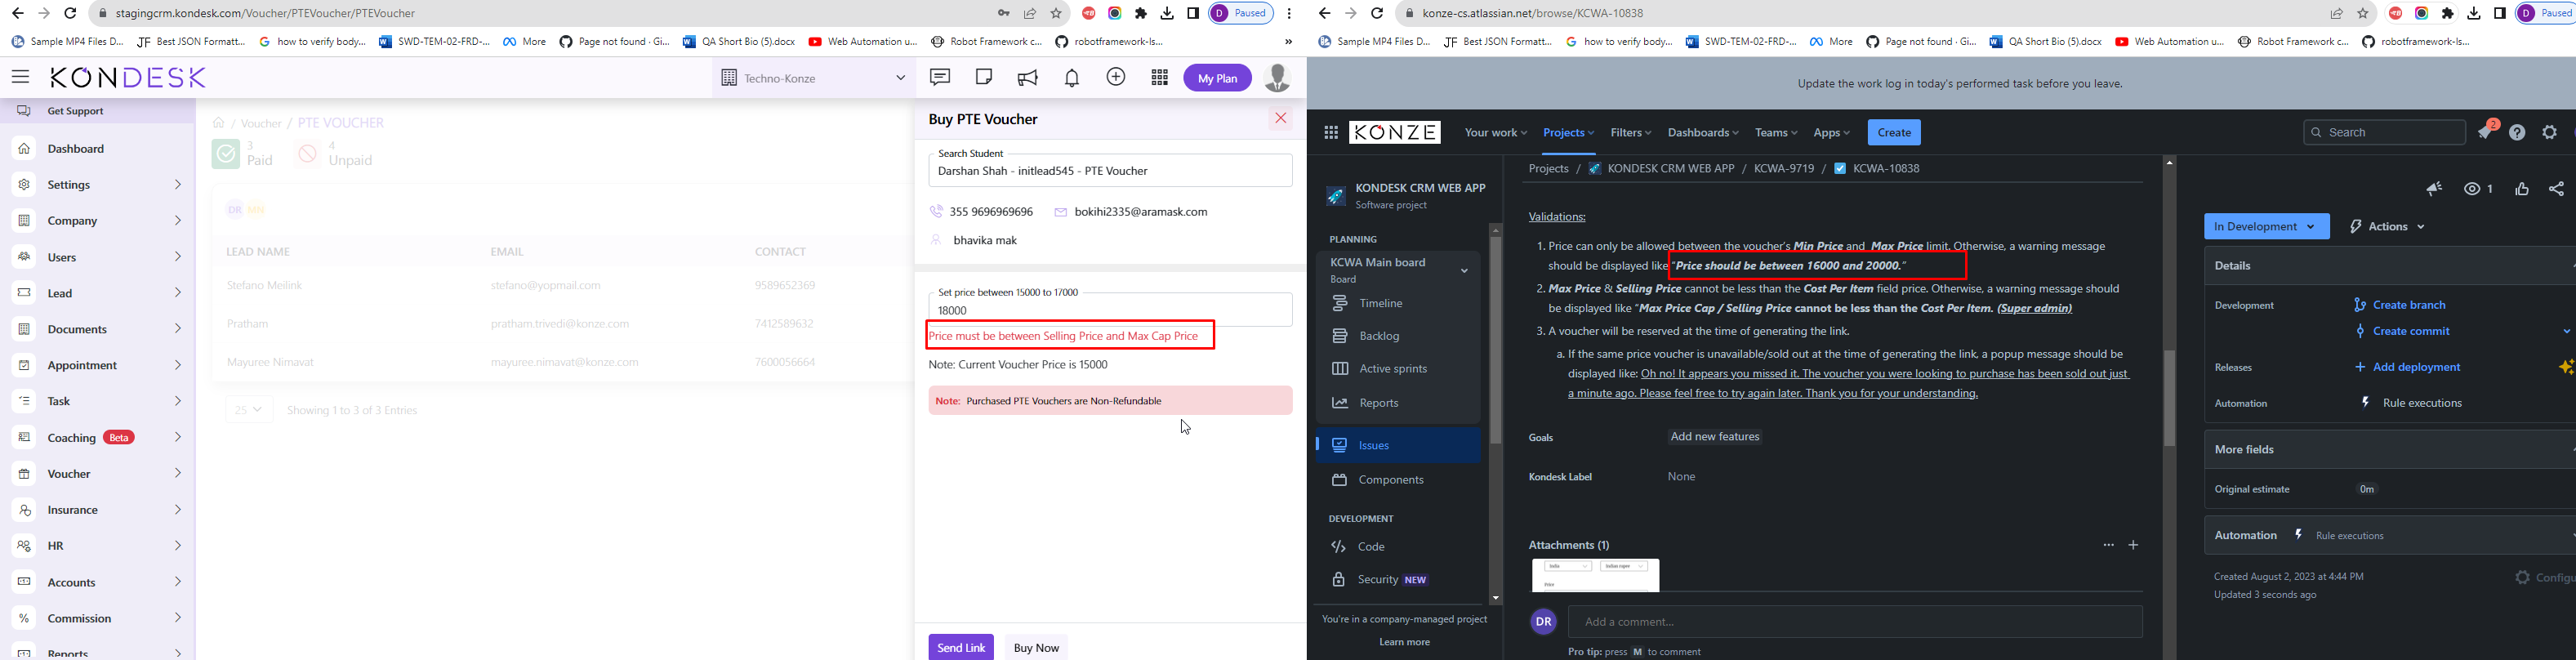 stagingcrm.kondesk.com/Voucher/PTEVoucher/PTEVoucher
D Paused
Sample MP4 Files D...
JF Best JSON Formatt...
how to verify body...
SWD-TEM-02-FRD-...
More
Page not found · Gi...
QA Short Bio (5).docx
Web Automation u...
Robot Framework c...
robotframework-ls...
»
KONDESK
Techno-Konze
My Plan
Get Support
Dashboard
Settings
Company
Users
Lead
Documents
Appointment
Task
Coaching Beta
Voucher
Insurance
HR
Accounts
Commission
Reports
/ Voucher / PTE VOUCHER
3
Paid
4
Unpaid
DR MN
LEAD NAME EMAIL CONTACT
Stefano Meilink stefano@yopmail.com 9589652369
Pratham pratham.trivedi@konze.com 7412589632
Mayuree Nimavat mayuree.nimavat@konze.com 7600056664
25 Showing 1 to 3 of 3 Entries
Buy PTE Voucher
Search Student
Darshan Shah - initlead545 - PTE Voucher
355 9696969696 bokihi2335@aramask.com
bhavika mak
Set price between 15000 to 17000
18000
Price must be between Selling Price and Max Cap Price
Note: Current Voucher Price is 15000
Note: Purchased PTE Vouchers are Non-Refundable
Send Link Buy Now
konze-cs.atlassian.net/browse/KCWA-10838
D Paused
Sample MP4 Files D...
JF Best JSON Formatt...
how to verify body...
SWD-TEM-02-FRD-...
More
Page not found · Gi...
QA Short Bio (5).docx
Web Automation u...
Robot Framework c...
robotframework-ls...
Update the work log in today's performed task before you leave.
KONZE
Your work Projects Filters Dashboards Teams Apps Create
Search
2
KONDESK CRM WEB APP
Software project
PLANNING
KCWA Main board
Board
Timeline
Backlog
Active sprints
Reports
Issues
Components
DEVELOPMENT
Code
Security NEW
You're in a company-managed project
Learn more
Projects / KONDESK CRM WEB APP / KCWA-9719 / KCWA-10838
Validations:
1. Price can only be allowed between the voucher's Min Price and Max Price limit. Otherwise, a warning message
should be displayed like "Price should be between 16000 and 20000."
2. Max Price & Selling Price cannot be less than the Cost Per Item field price. Otherwise, a warning message should
be displayed like "Max Price Cap / Selling Price cannot be less than the Cost Per Item. (Super admin)
3. A voucher will be reserved at the time of generating the link.
a. If the same price voucher is unavailable/sold out at the time of generating the link, a popup message should be
displayed like: Oh no! It appears you missed it. The voucher you were looking to purchase has been sold out just
a minute ago. Please feel free to try again later. Thank you for your understanding.
Goals Add new features
Kondesk Label None
Attachments (1)
India Indian rupee
Price
DR Add a comment...
Pro tip: press M to comment
1
In Development Actions
Details
Development Create branch
Create commit
Releases Add deployment
Automation Rule executions
More fields
Original estimate 0m
Automation Rule executions
Created August 2, 2023 at 4:44 PM
Updated 3 seconds ago
Configu